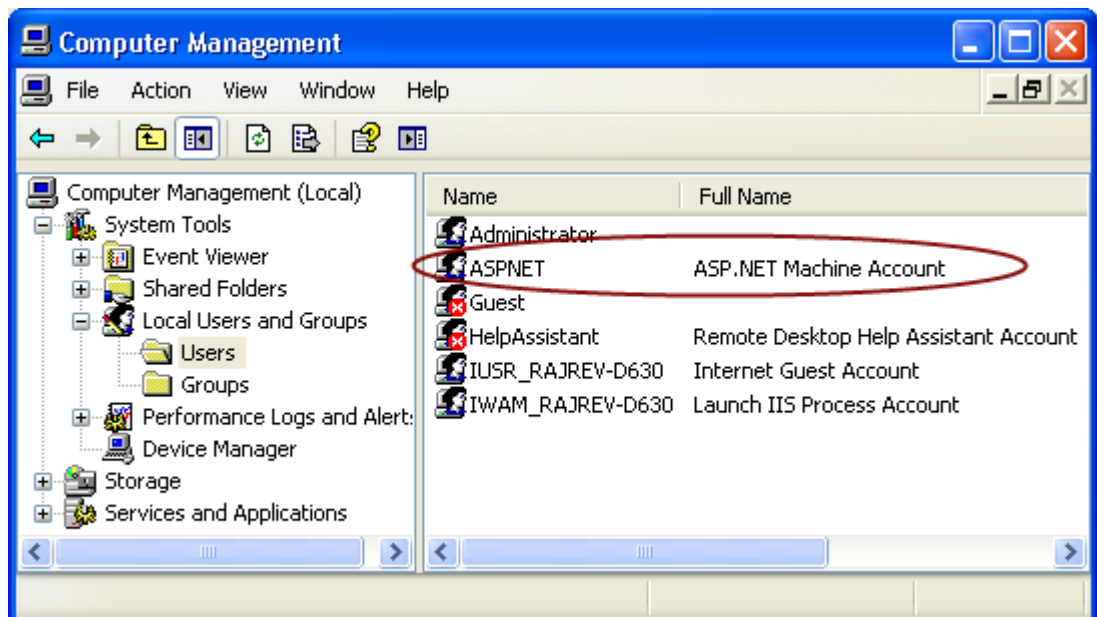 Computer Management
File Action View Window Help
Computer Management (Local)
System Tools
Event Viewer
Shared Folders
Local Users and Groups
Users
Groups
Performance Logs and Alert
Device Manager
Storage
Services and Applications
Name Full Name
Administrator
ASPNET ASP.NET Machine Account
Guest
HelpAssistant Remote Desktop Help Assistant Account
IUSR_RAJREV-D630 Internet Guest Account
IWAM_RAJREV-D630 Launch IIS Process Account